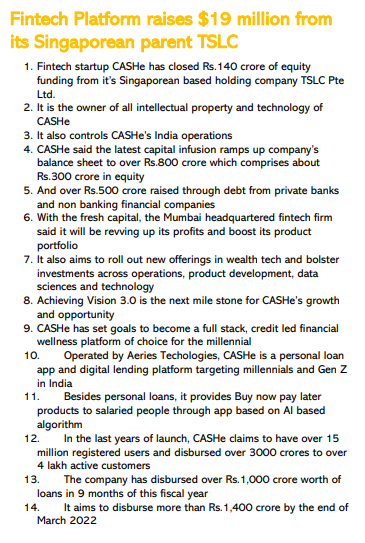 Fintech Platform raises $19 million from
its Singaporean parent TSLC
1. Fintech startup CASHe has closed Rs.140 crore of equity
funding from it's Singaporean based holding company TSLC Pte
Ltd.
2. It is the owner of all intellectual property and technology of
CASHe
3. It also controls CASHe's India operations
4. CASHe said the latest capital infusion ramps up company's
balance sheet to over Rs.800 crore which comprises about
Rs.300 crore in equity
5. And over Rs.500 crore raised through debt from private banks
and non banking financial companies
6. With the fresh capital, the Mumbai headquartered fintech firm
said it will be revving up its profits and boost its product
portfolio
7. It also aims to roll out new offerings in wealth tech and bolster
investments across operations, product development, data
sciences and technology
8. Achieving Vision 3.0 is the next mile stone for CASHe's growth
and opportunity
9. CASHe has set goals to become a full stack, credit led financial
wellness platform of choice for the millennial
10. Operated by Aeries Techologies, CASHe is a personal loan
app and digital lending platform targeting millennials and Gen Z
in India
11. Besides personal loans, it provides Buy now pay later
products to salaried people through app based on AI based
algorithm
12. In the last years of launch, CASHe claims to have over 15
million registered users and disbursed over 3000 crores to over
4 lakh active customers
13. The company has disbursed over Rs.1,000 crore worth of
loans in 9 months of this fiscal year
14. It aims to disburse more than Rs.1,400 crore by the end of
March 2022